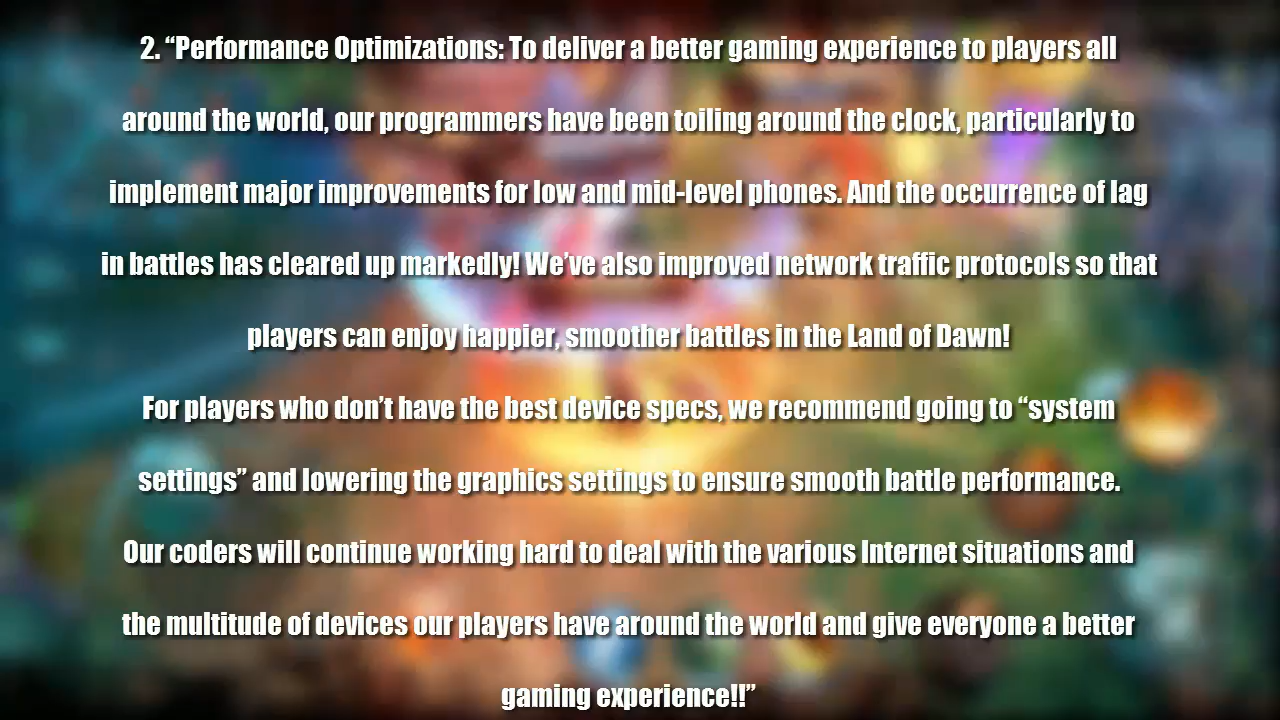 2. “Performance Optimizations: To deliver a better gaming experience to players all
around the world, our programmers have been toiling around the clock, particularly to
implement major improvements for low and mid-level phones. And the occurrence of lag
in battles has cleared up markedly! We’ve also improved network traffic protocols so that
players can enjoy happier, smoother battles in the Land of Dawn!
For players who don’t have the best device specs, we recommend going to “system
settings” and lowering the graphics settings to ensure smooth battle performance.
Our coders will continue working hard to deal with the various Internet situations and
the multitude of devices our players have around the world and give everyone a better
gaming experience!!”